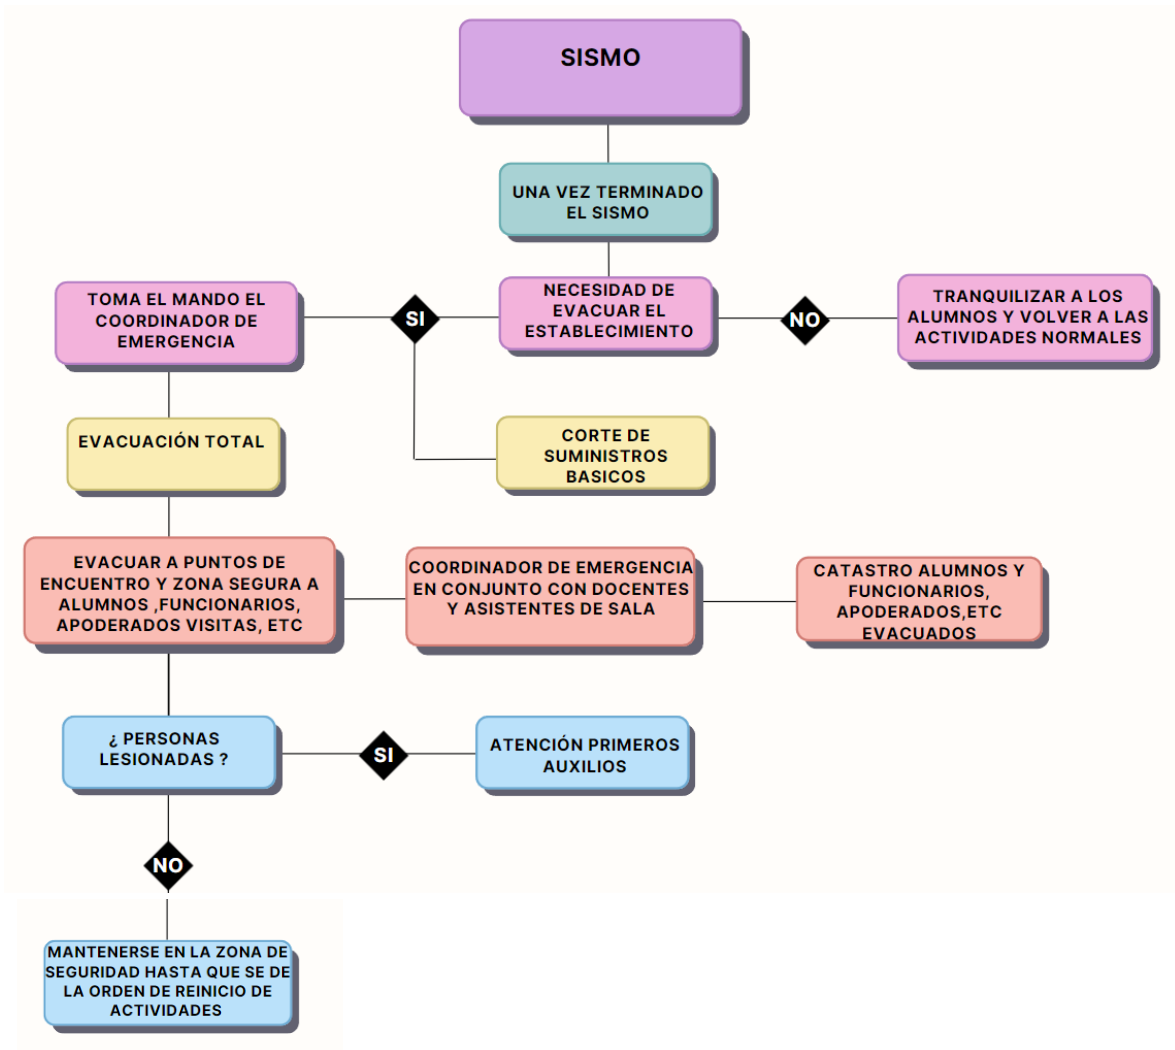 SISMO
UNA VEZ TERMINADO
EL SISMO
TOMA EL MANDO EL
COORDINADOR DE
EMERGENCIA
SI
NECESIDAD DE
EVACUAR EL
ESTABLECIMIENTO
NO
TRANQUILIZAR A LOS
ALUMNOS Y VOLVER A LAS
ACTIVIDADES NORMALES
EVACUACIÓN TOTAL
CORTE DE
SUMINISTROS
BASICOS
EVACUAR A PUNTOS DE
ENCUENTRO Y ZONA SEGURA A
ALUMNOS ,FUNCIONARIOS,
APODERADOS VISITAS, ETC
COORDINADOR DE EMERGENCIA
EN CONJUNTO CON DOCENTES
Y ASISTENTES DE SALA
CATASTRO ALUMNOS Y
FUNCIONARIOS,
APODERADOS,ETC
EVACUADOS
¿ PERSONAS
LESIONADAS ?
SI
ATENCIÓN PRIMEROS
AUXILIOS
NO
MANTENERSE EN LA ZONA DE
SEGURIDAD HASTA QUE SE DE
LA ORDEN DE REINICIO DE
ACTIVIDADES